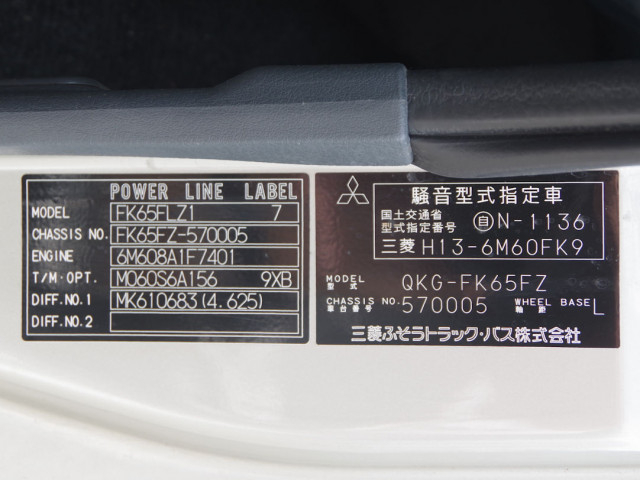 POWER LINE LABEL
MODEL FK65FLZ1 7
CHASSIS NO. FK65FZ-570005
ENGINE 6M608A1F7401
T/M·OPT. M060S6A156 9XB
DIFF.NO.1 MK610683(4.625)
DIFF.NO.2
騒音型式指定車
国土交通省
型式指定番号 自N-1136
三菱 H13-6M60FK9
MODEL
型式 QKG-FK65FZ
CHASSIS NO. 570005 WHEEL BASE L
車台番号 軸距
三菱ふそうトラック・バス株式会社